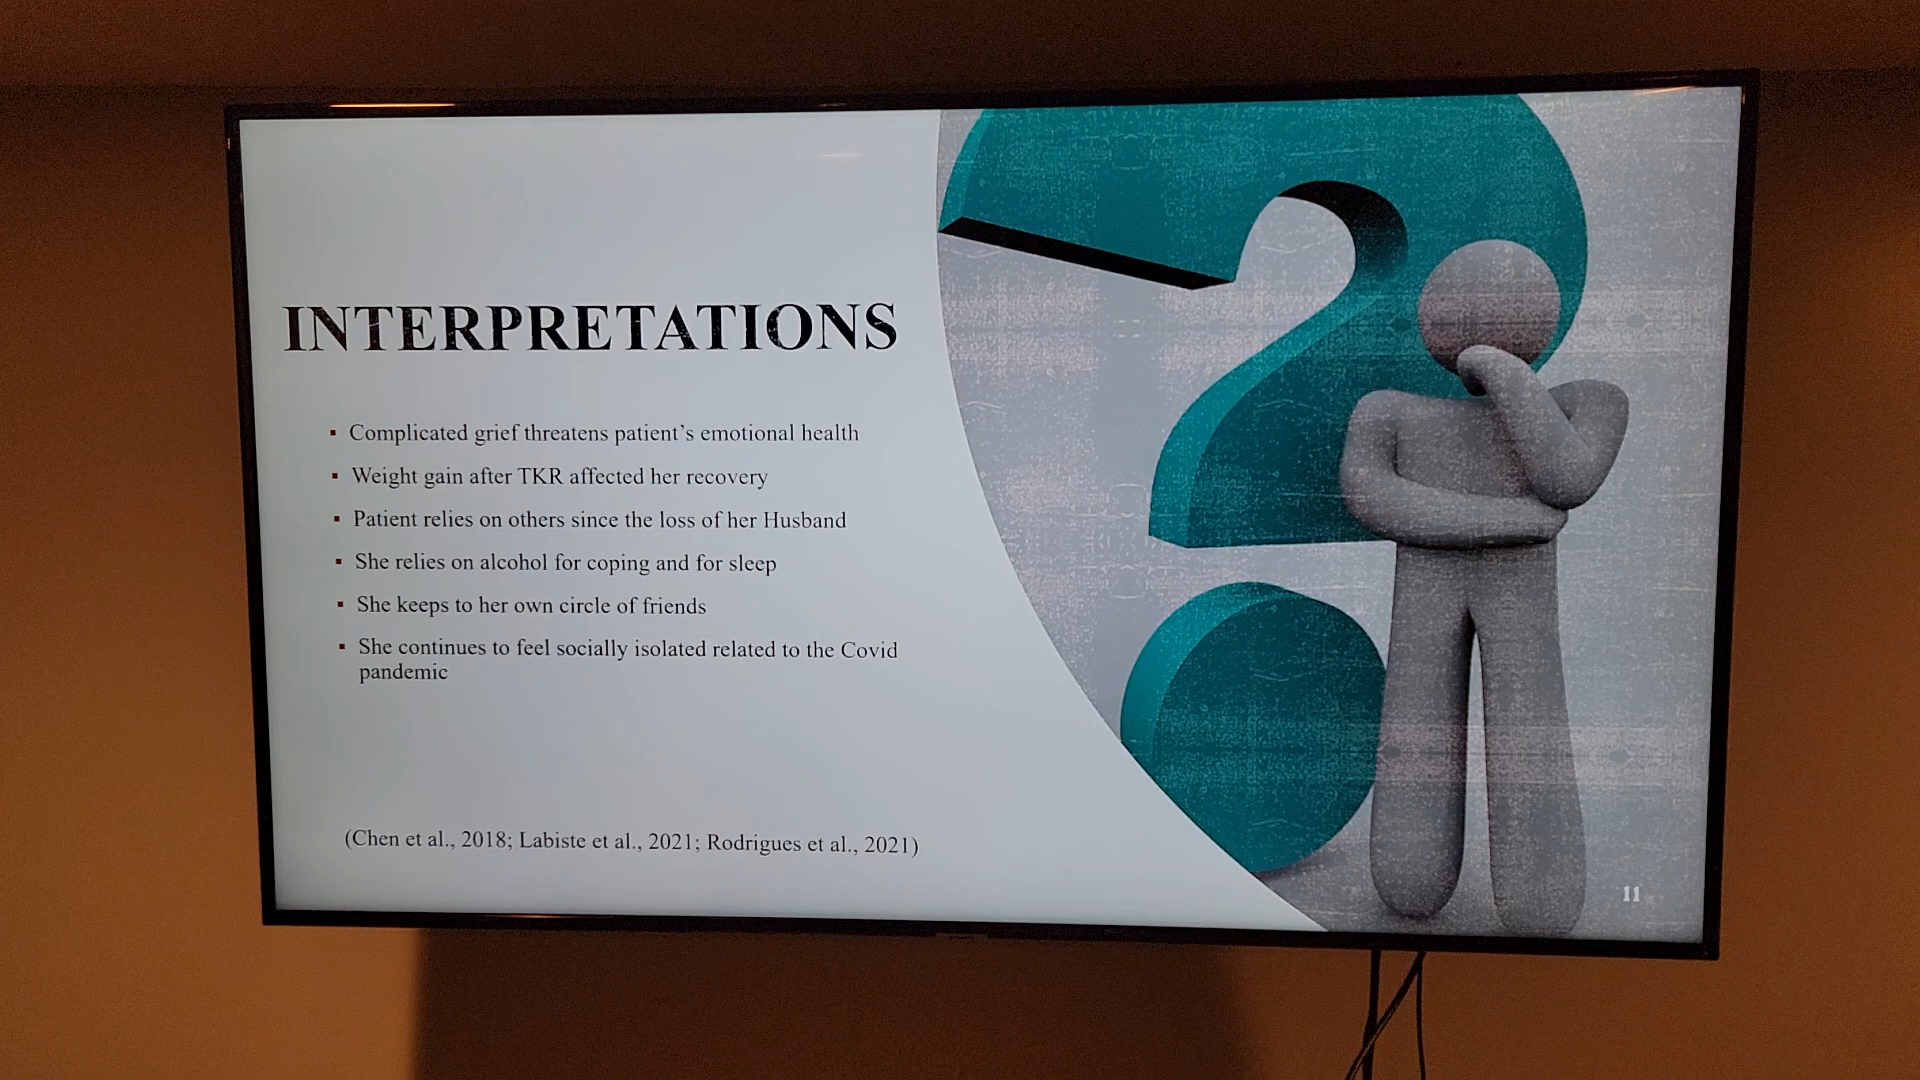 INTERPRETATIONS
▪ Complicated grief threatens patient's emotional health
▪ Weight gain after TKR affected her recovery
▪ Patient relies on others since the loss of her Husband
▪ She relies on alcohol for coping and for sleep
▪ She keeps to her own circle of friends
▪ She continues to feel socially isolated related to the Covid
pandemic
(Chen et al., 2018; Labiste et al., 2021; Rodrigues et al., 2021)
11